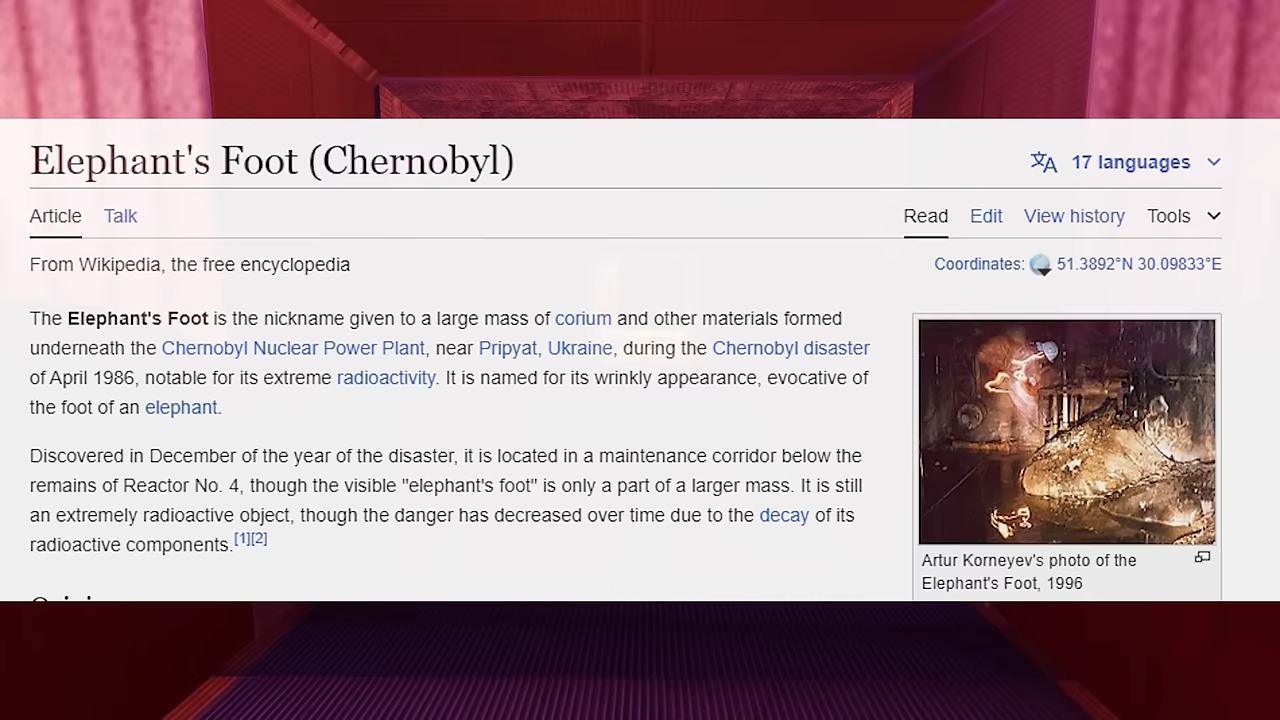 Elephant's Foot (Chernobyl)
17 languages
Article Talk
Read Edit View history Tools
From Wikipedia, the free encyclopedia
Coordinates: 51.3892°N 30.09833°E
The Elephant's Foot is the nickname given to a large mass of corium and other materials formed
underneath the Chernobyl Nuclear Power Plant, near Pripyat, Ukraine, during the Chernobyl disaster
of April 1986, notable for its extreme radioactivity. It is named for its wrinkly appearance, evocative of
the foot of an elephant.
Discovered in December of the year of the disaster, it is located in a maintenance corridor below the
remains of Reactor No. 4, though the visible "elephant's foot" is only a part of a larger mass. It is still
an extremely radioactive object, though the danger has decreased over time due to the decay of its
radioactive components.[1][2]
Artur Korneyev's photo of the
Elephant's Foot, 1996